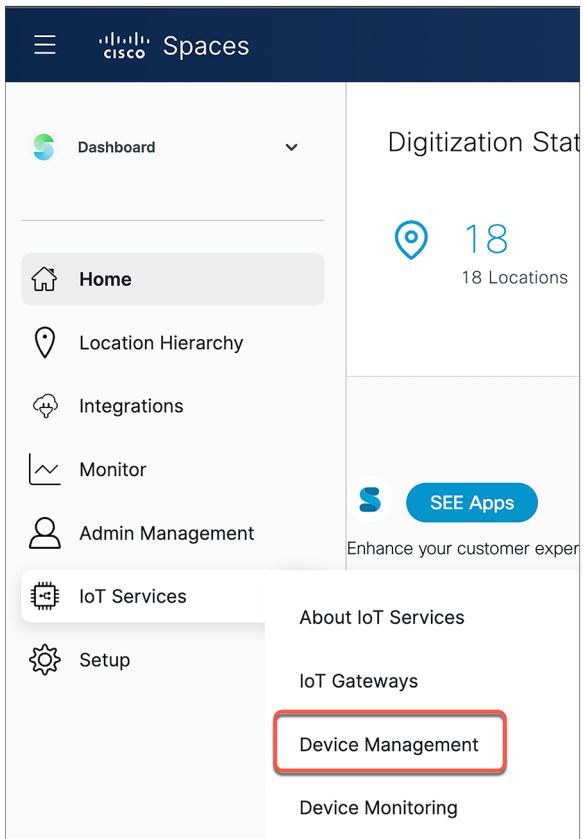 CISCO Spaces
Dashboard
Digitization Stat
18
18 Locations
Home
Location Hierarchy
Integrations
Monitor
Admin Management
IoT Services
Setup
SEE Apps
Enhance your customer exper
About IoT Services
IoT Gateways
Device Management
Device Monitoring